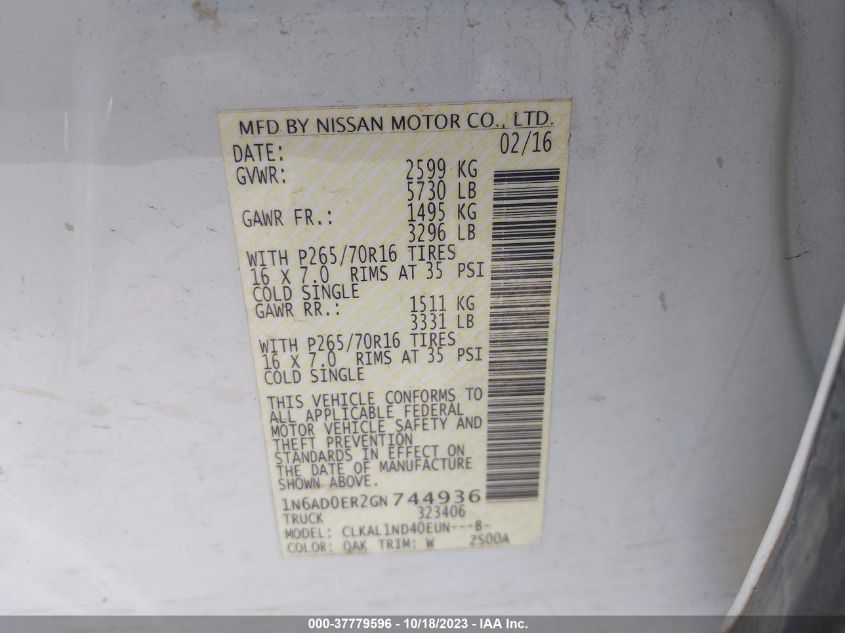 MFD BY NISSAN MOTOR CO., LTD.
DATE: 02/16
GVWR: 2599 KG
5730 LB
GAWR FR.: 1495 KG
3296 LB
WITH P265/70R16 TIRES
16 X 7.0 RIMS AT 35 PSI
COLD SINGLE
GAWR RR.: 1511 KG
3331 LB
WITH P265/70R16 TIRES
16 X 7.0 RIMS AT 35 PSI
COLD SINGLE
THIS VEHICLE CONFORMS TO
ALL APPLICABLE FEDERAL
MOTOR VEHICLE SAFETY AND
THEFT PREVENTION
STANDARDS IN EFFECT ON
THE DATE OF MANUFACTURE
SHOWN ABOVE.
1N6AD0ER2GN744936
TRUCK 323406
MODEL: CLKAL1ND40EUN---B-
COLOR: QAK TRIM: W 2S00A
000-37779596 - 10/18/2023 - IAA Inc.